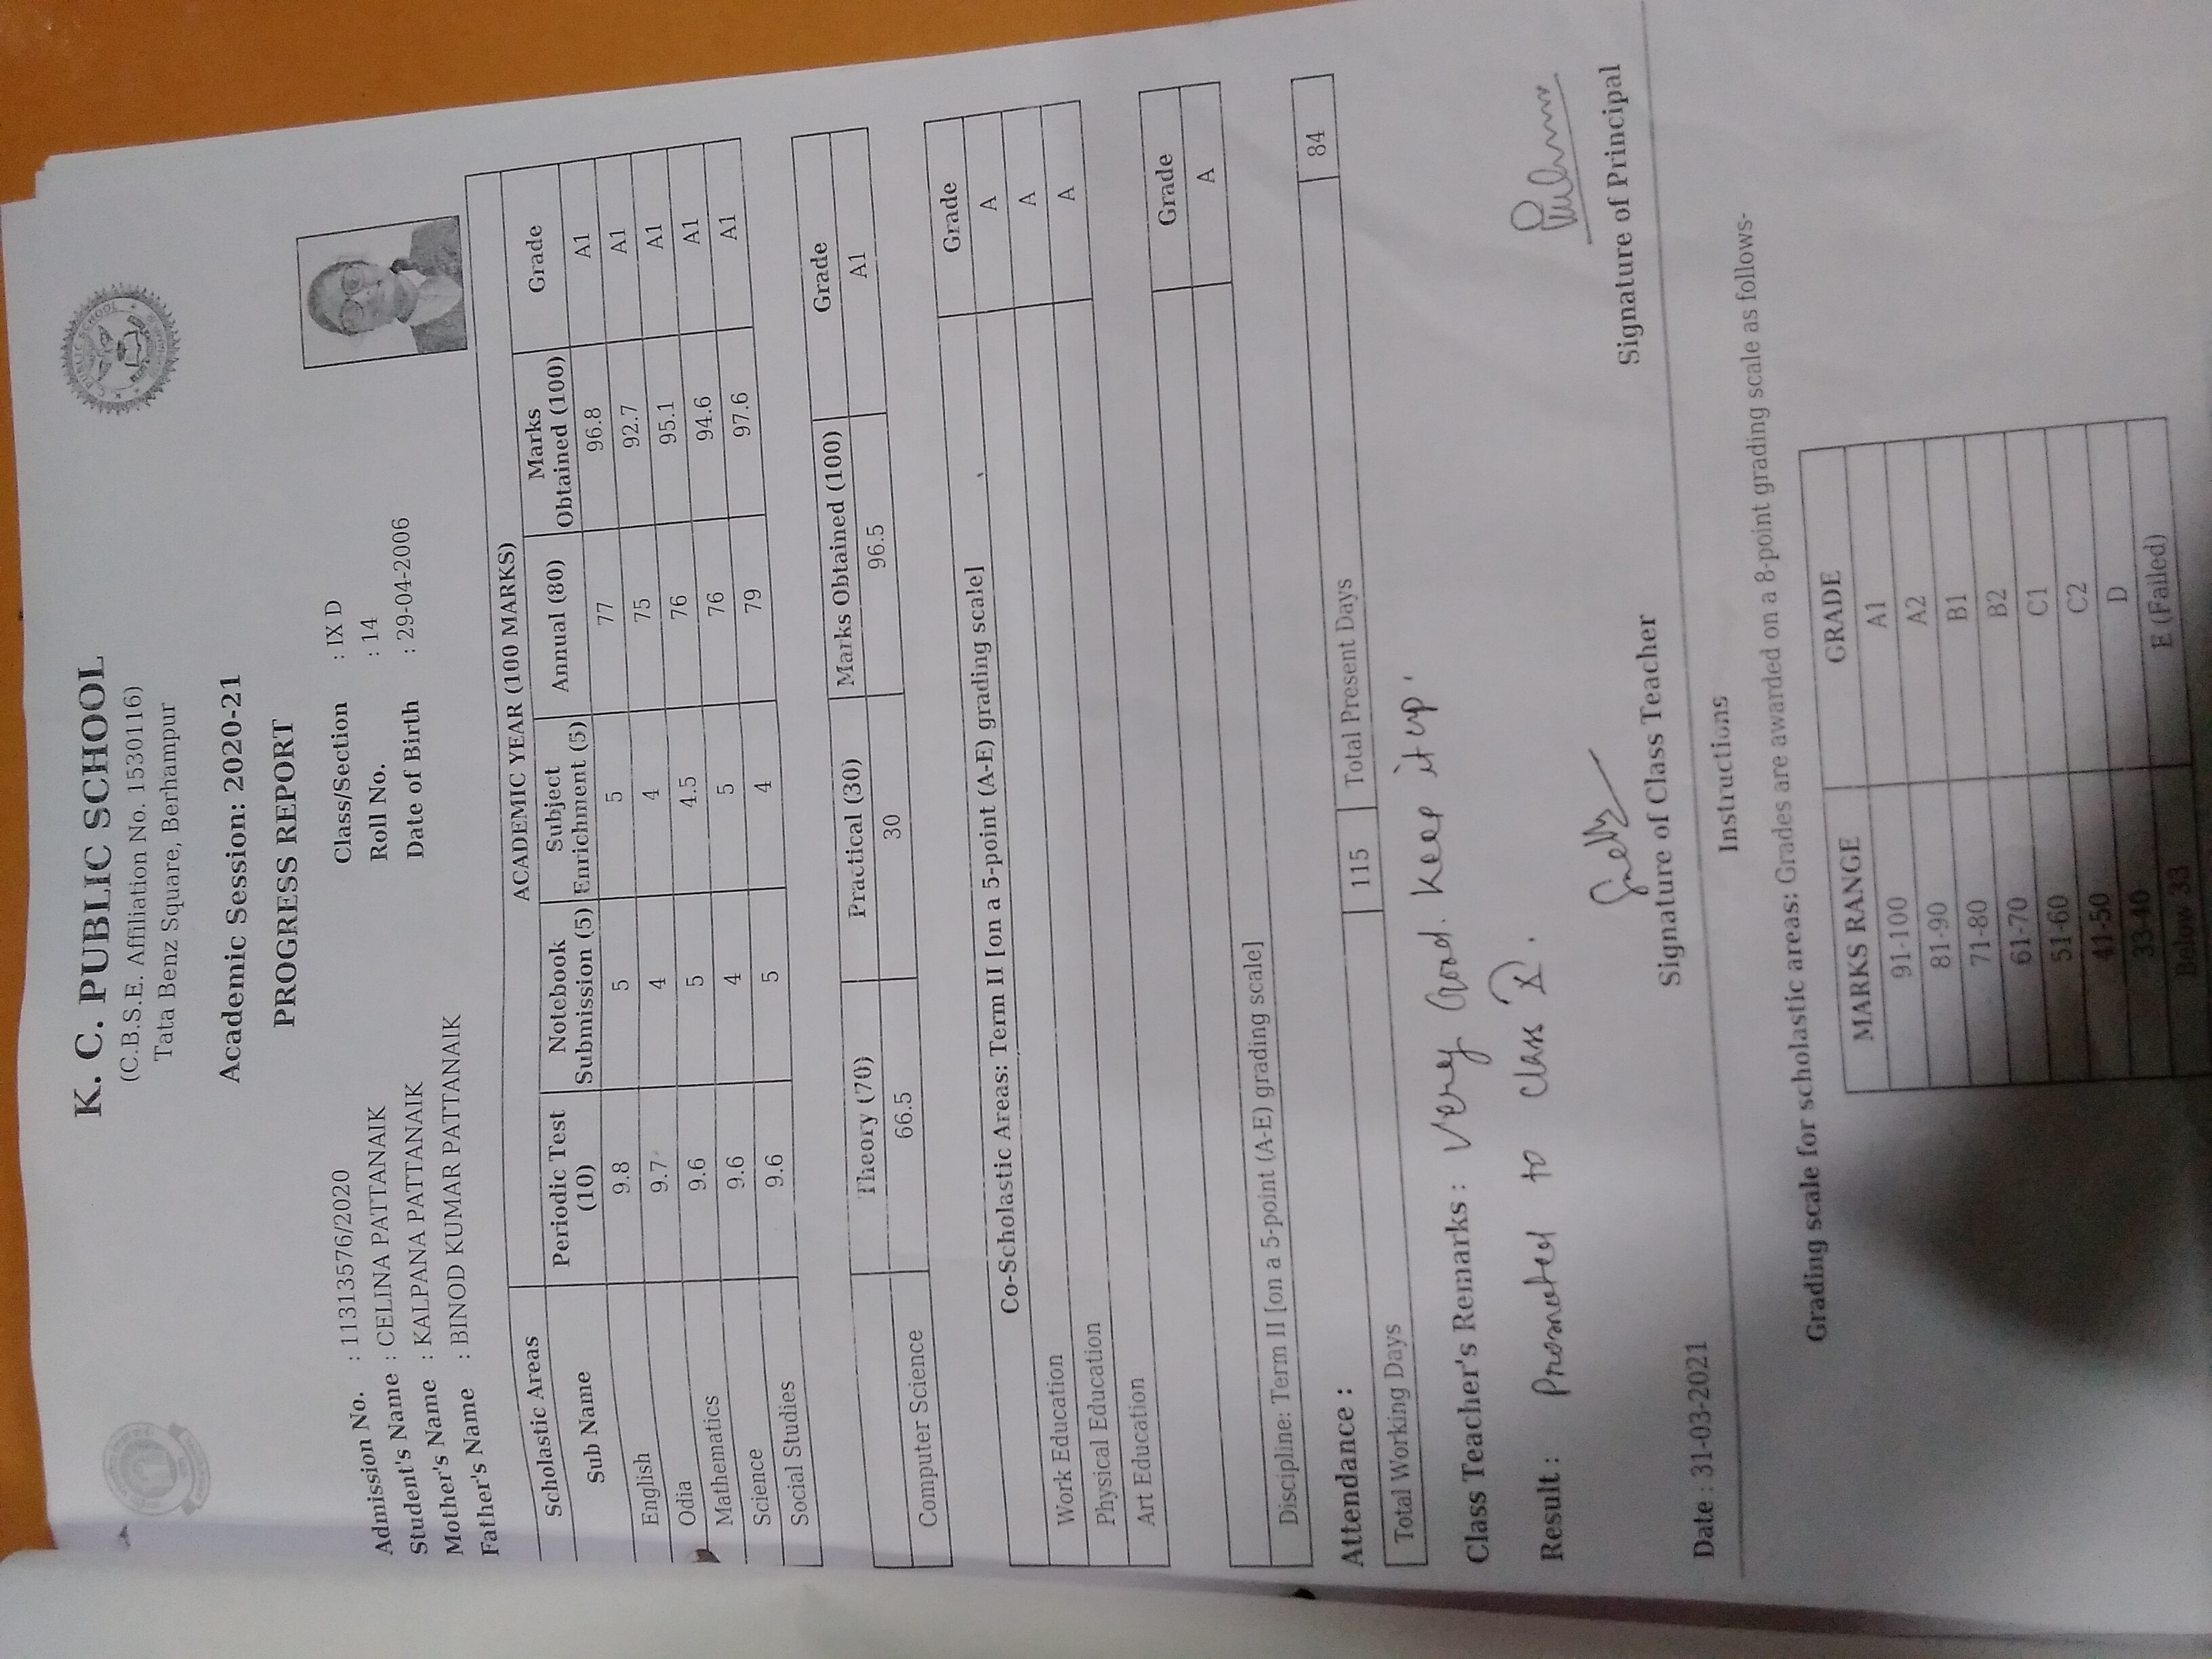 K. C. PUBLIC SCHOOL
(C.B.S.E. Affiliation No. 1530116)
Tata Benz Square, Berhampur
Academic Session: 2020-21
PROGRESS REPORT
Admission No. : 11313576/2020 Class/Section : IX D
Student's Name : CELINA PATTANAIK Roll No. : 14
Mother's Name : KALPANA PATTANAIK Date of Birth : 29-04-2006
Father's Name : BINOD KUMAR PATTANAIK
Scholastic Areas ACADEMIC YEAR (100 MARKS)
Sub Name Periodic Test (10) Notebook Submission (5) Subject Enrichment (5) Annual (80) Marks Obtained (100) Grade
English 9.8 5 5 77 96.8 A1
Odia 9.7 4 4 75 92.7 A1
Mathematics 9.6 5 4.5 76 95.1 A1
Science 9.6 4 5 76 94.6 A1
Social Studies 9.6 5 4 79 97.6 A1
Theory (70) Practical (30) Marks Obtained (100) Grade
Computer Science 66.5 30 96.5 A1
Co-Scholastic Areas: Term II [on a 5-point (A-E) grading scale] Grade
Work Education A
Physical Education A
Art Education A
Grade
Discipline: Term II [on a 5-point (A-E) grading scale] A
Attendance :
Total Working Days 115 Total Present Days 84
Class Teacher's Remarks : Very Good. Keep it up.
Result : Promoted to class X.
Date : 31-03-2021 Signature of Class Teacher Signature of Principal
Instructions
Grading scale for scholastic areas: Grades are awarded on a 8-point grading scale as follows-
MARKS RANGE GRADE
91-100 A1
81-90 A2
71-80 B1
61-70 B2
51-60 C1
41-50 C2
33-40 D
Below 33 E (Failed)